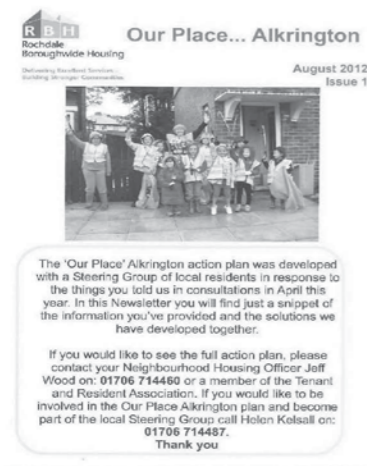 RBH
Rochdale
Boroughwide Housing
Delivering Excellent Services
Building Stronger Communities
Our Place... Alkrington
August 2012
Issue 1
The 'Our Place' Alkrington action plan was developed
with a Steering Group of local residents in response to
the things you told us in consultations in April this
year. In this Newsletter you will find just a snippet of
the information you've provided and the solutions we
have developed together.
If you would like to see the full action plan, please
contact your Neighbourhood Housing Officer Jeff
Wood on: 01706 714460 or a member of the Tenant
and Resident Association. If you would like to be
involved in the Our Place Alkrington plan and become
part of the local Steering Group call Helen Kelsall on:
01706 714487.
Thank you